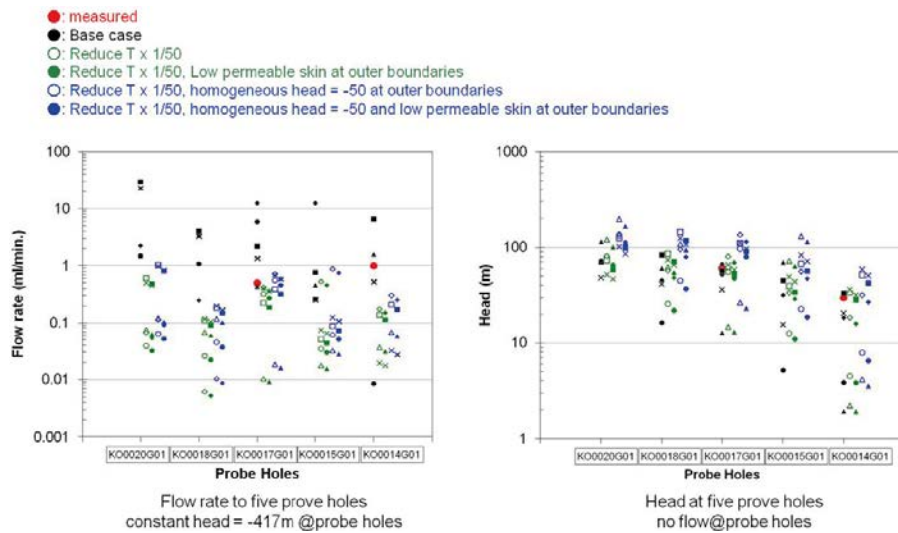 : measured
: Base case
: Reduce T x 1/50
: Reduce T x 1/50, Low permeable skin at outer boundaries
: Reduce T x 1/50, homogeneous head = -50 at outer boundaries
: Reduce T x 1/50, homogeneous head = -50 and low permeable skin at outer boundaries
100
10
1
0.1
0.01
0.001
Flow rate (ml/min.)
KO0020G01 KO0018G01 KO0017G01 KO0015G01 KO0014G01
Probe Holes
Flow rate to five prove holes
constant head = -417m @probe holes
1000
100
10
1
Head (m)
KO0020G01 KO0018G01 KO0017G01 KO0015G01 KO0014G01
Probe Holes
Head at five prove holes
no flow@probe holes